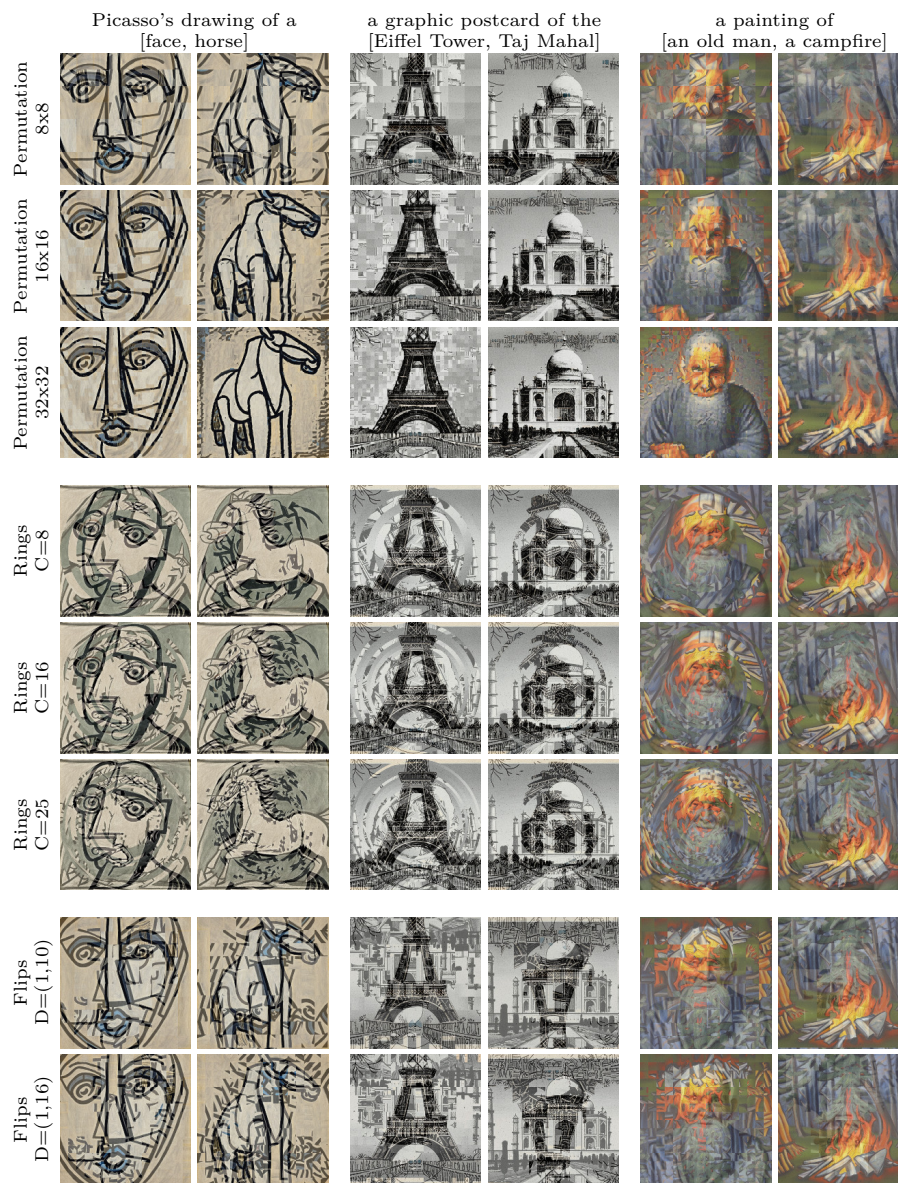 Picasso's drawing of a
[face, horse]
a graphic postcard of the
[Eiffel Tower, Taj Mahal]
a painting of
[an old man, a campfire]
Permutation
8x8
Permutation
16x16
Permutation
32x32
Rings
C=8
Rings
C=16
Rings
C=25
Flips
D=(1,10)
Flips
D=(1,16)